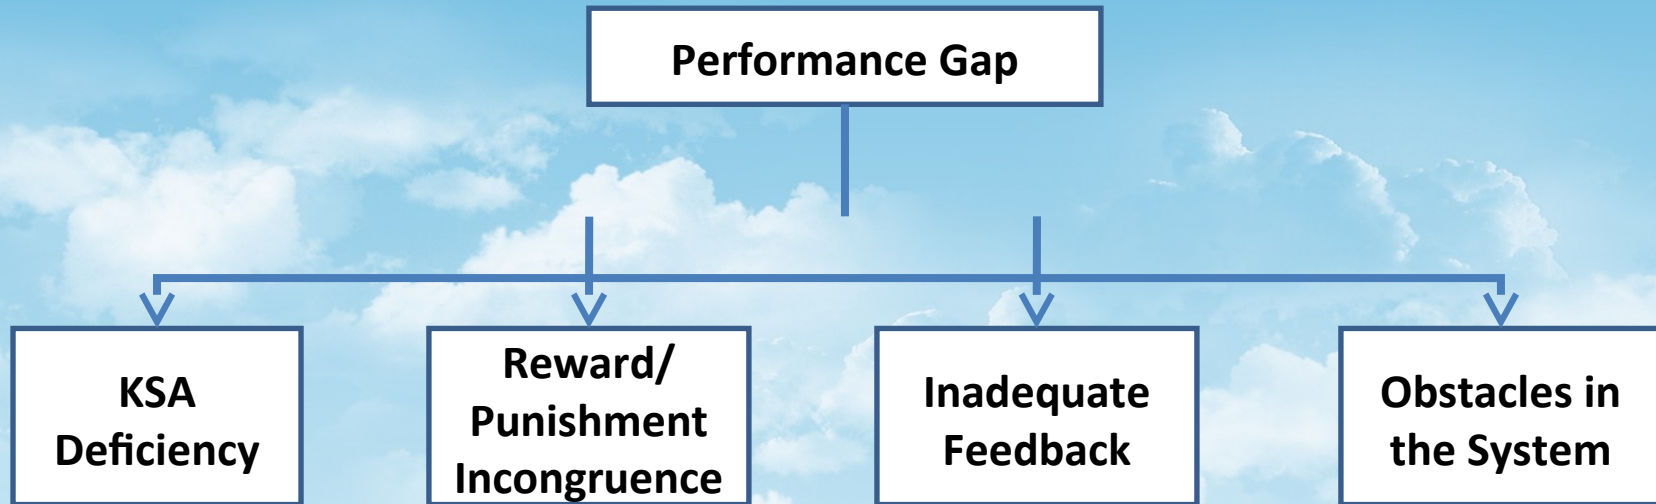 Performance Gap
KSA
Deficiency
Reward/
Punishment
Incongruence
Inadequate
Feedback
Obstacles in
the System